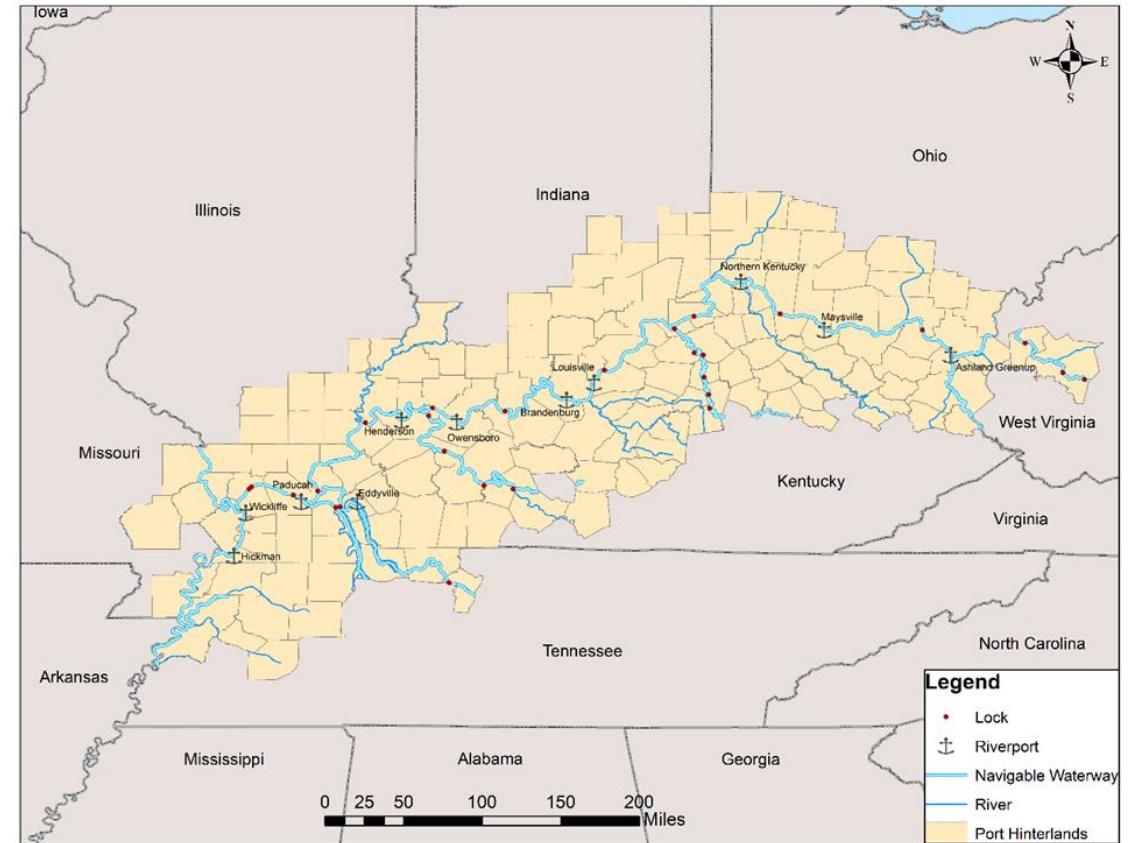 Iowa
N
W
E
S
Ohio
Indiana
Illinois
Northern Kentucky
Maysville
Louisville
Ashland Greenup
Brandenburg
West Virginia
Henderson
Owensboro
Missouri
Kentucky
Paducah
Eddyville
Wickliffe
Virginia
Hickman
North Carolina
Tennessee
Arkansas
Mississippi
Alabama
Georgia
Legend
Lock
Riverport
Navigable Waterway
River
Port Hinterlands
0 25 50 100 150 200
Miles